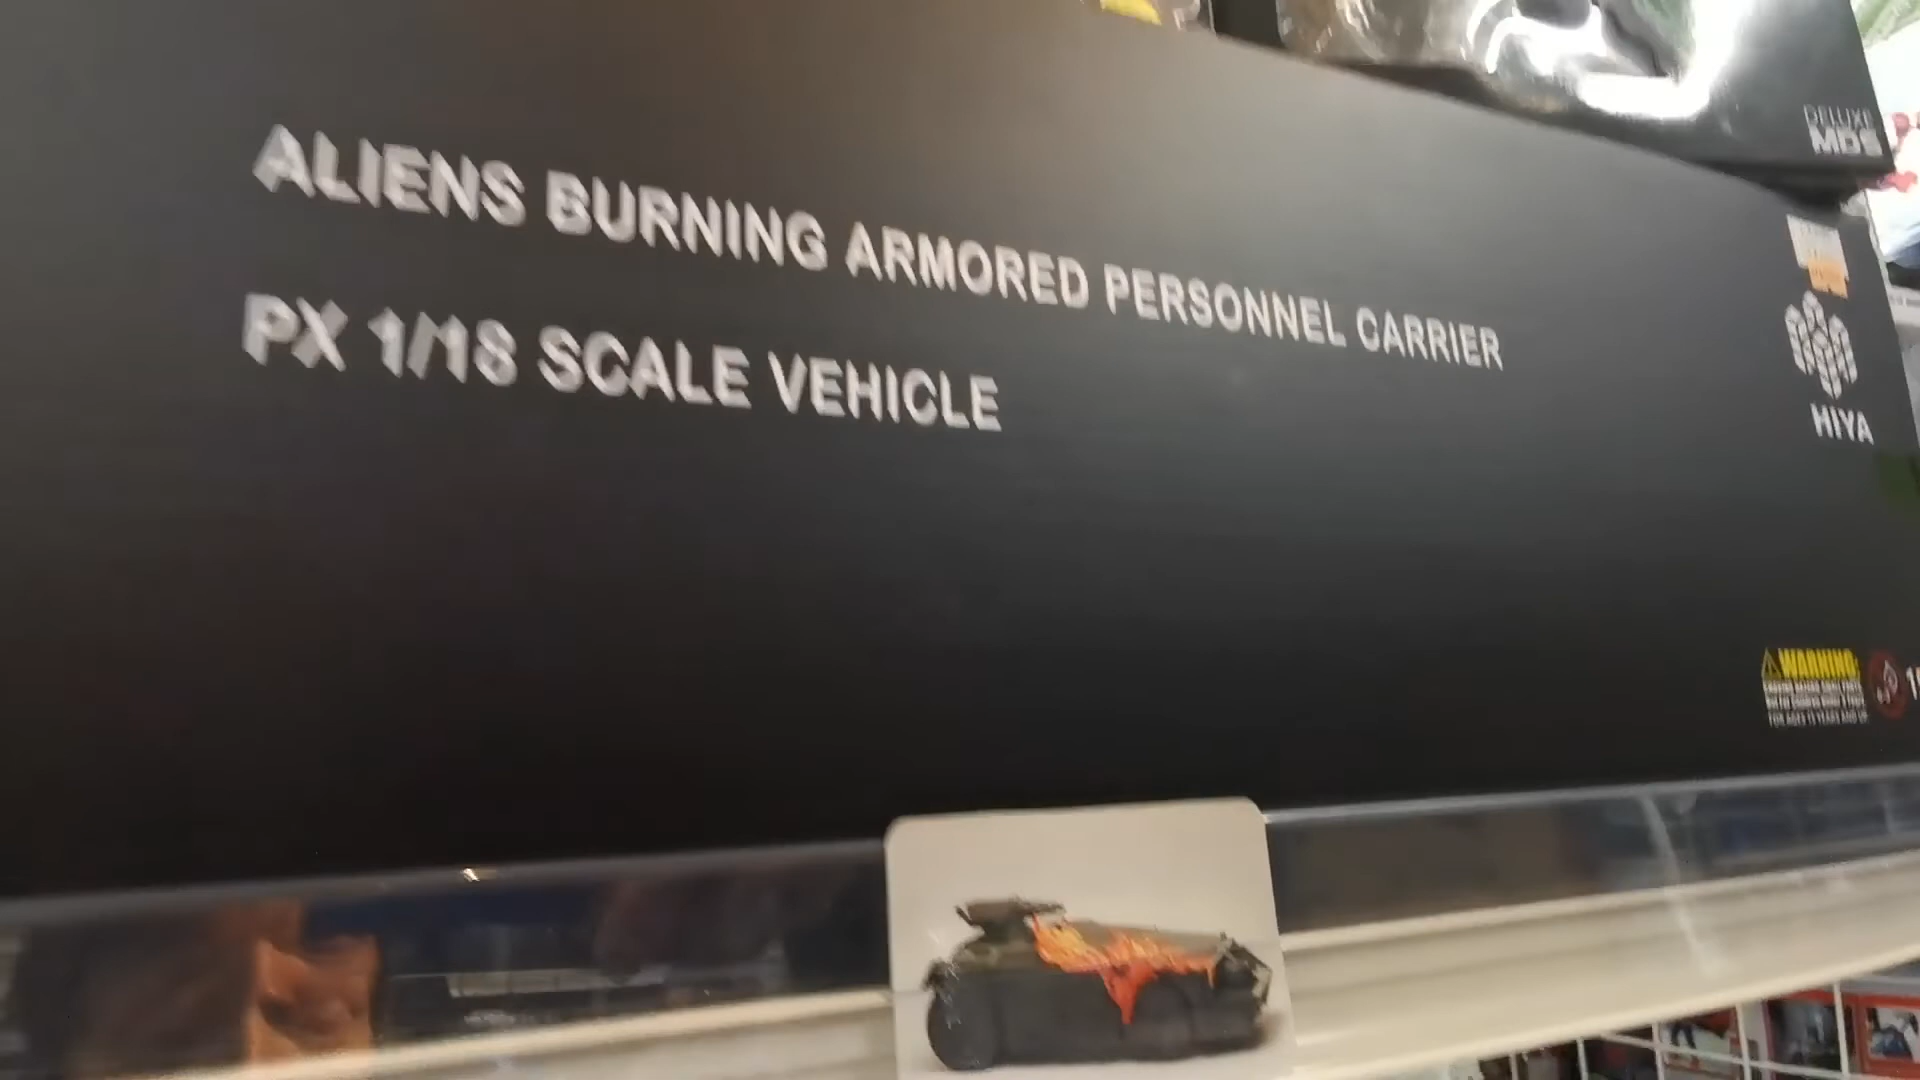 DELUXE
MDS
ALIENS BURNING ARMORED PERSONNEL CARRIER
PX 1/18 SCALE VEHICLE
HIYA
WARNING: